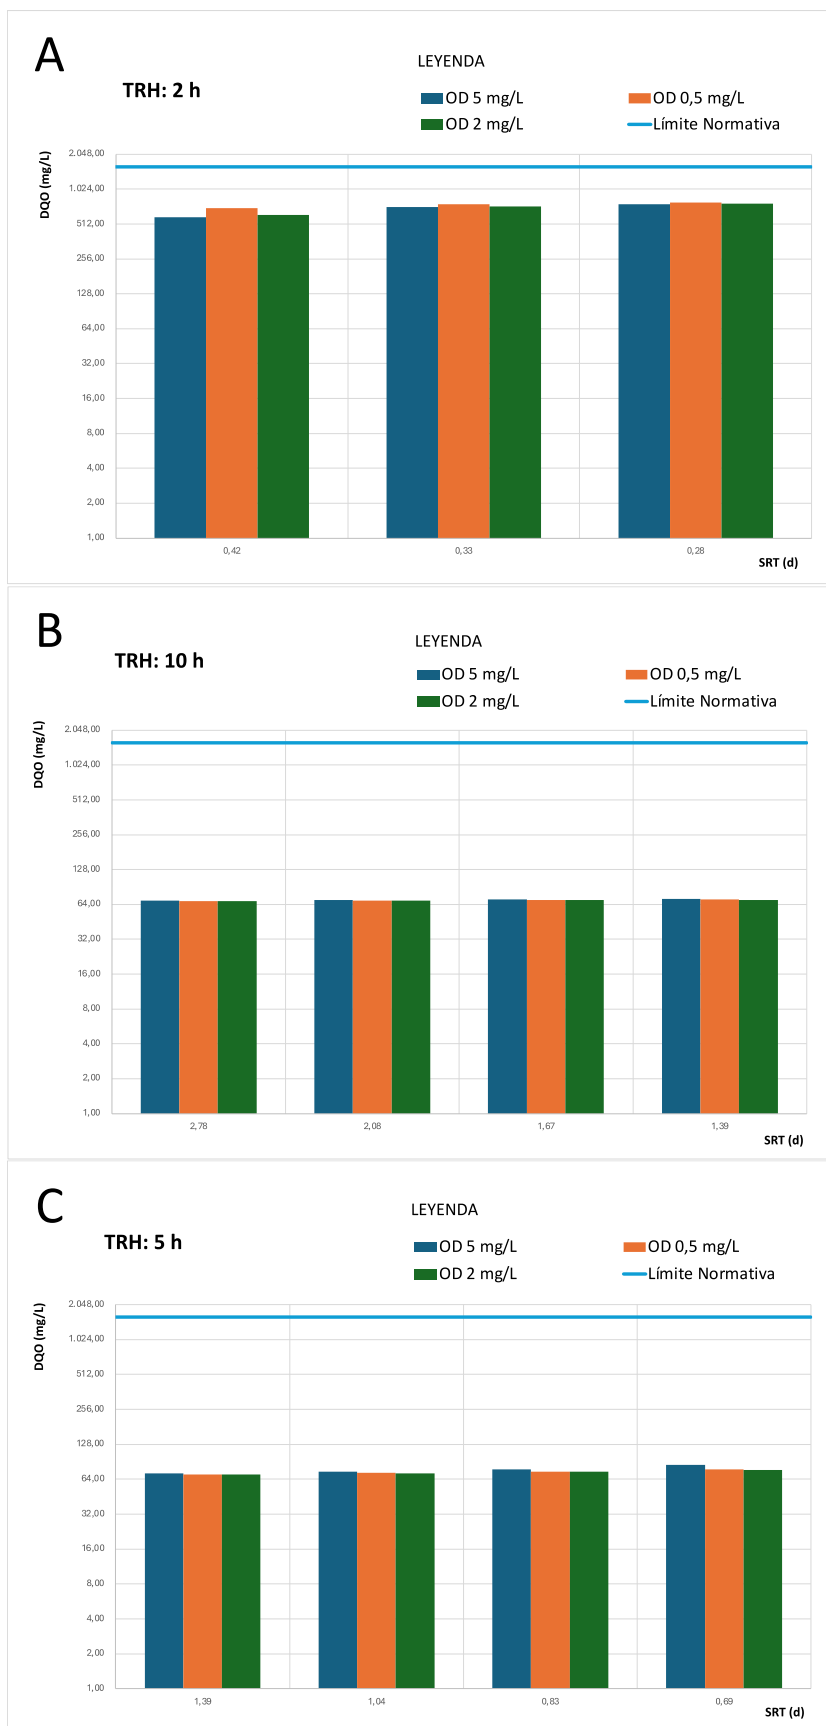 A
LEYENDA
TRH: 2 h
OD 5 mg/L
OD 0,5 mg/L
OD 2 mg/L
Límite Normativa
DQO (mg/L)
2.048,00
1.024,00
512,00
256,00
128,00
64,00
32,00
16,00
8,00
4,00
2,00
1,00
0,42
0,33
0,28
SRT (d)
B
LEYENDA
TRH: 10 h
OD 5 mg/L
OD 0,5 mg/L
OD 2 mg/L
Límite Normativa
DQO (mg/L)
2.048,00
1.024,00
512,00
256,00
128,00
64,00
32,00
16,00
8,00
4,00
2,00
1,00
2,78
2,08
1,67
1,39
SRT (d)
C
LEYENDA
TRH: 5 h
OD 5 mg/L
OD 0,5 mg/L
OD 2 mg/L
Límite Normativa
DQO (mg/L)
2.048,00
1.024,00
512,00
256,00
128,00
64,00
32,00
16,00
8,00
4,00
2,00
1,00
1,39
1,04
0,83
0,69
SRT (d)